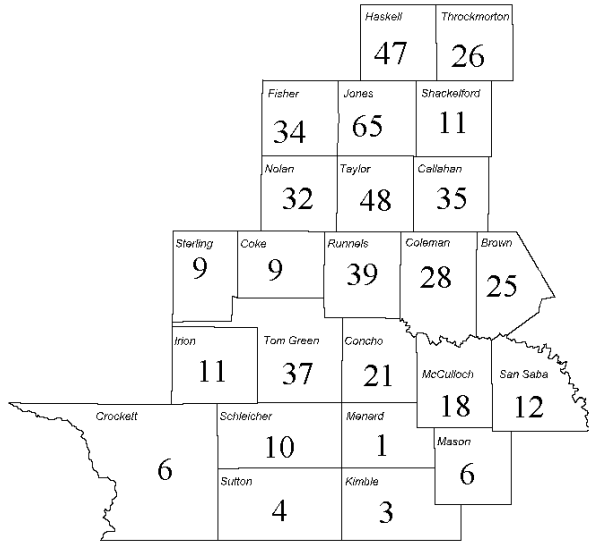 Haskell Throckmorton
47 26
Fisher Jones Shackelford
34 65 11
Nolan Taylor Callahan
32 48 35
Sterling Coke Runnels Coleman Brown
9 9 39 28 25
Irion Tom Green Concho
11 37 21
McCulloch San Saba
18 12
Crockett Schleicher Menard
6 10 1
Mason
6
Sutton Kimble
4 3